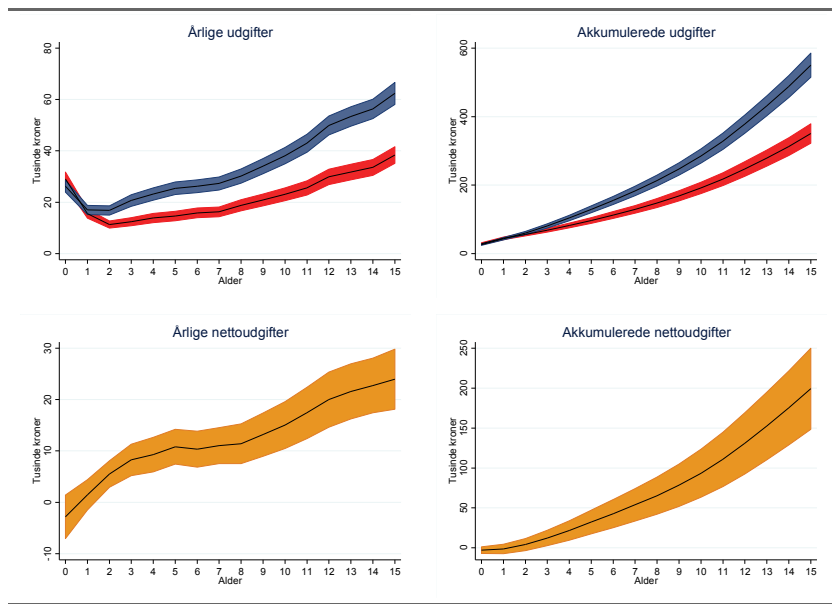 Årlige udgifter
Tusinde kroner
80
60
40
20
0
0 1 2 3 4 5 6 7 8 9 10 11 12 13 14 15
Alder
Akkumulerede udgifter
Tusinde kroner
600
400
200
0
0 1 2 3 4 5 6 7 8 9 10 11 12 13 14 15
Alder
Årlige nettoudgifter
Tusinde kroner
30
20
10
0
-10
0 1 2 3 4 5 6 7 8 9 10 11 12 13 14 15
Alder
Akkumulerede nettoudgifter
Tusinde kroner
250
200
150
100
50
0
0 1 2 3 4 5 6 7 8 9 10 11 12 13 14 15
Alder